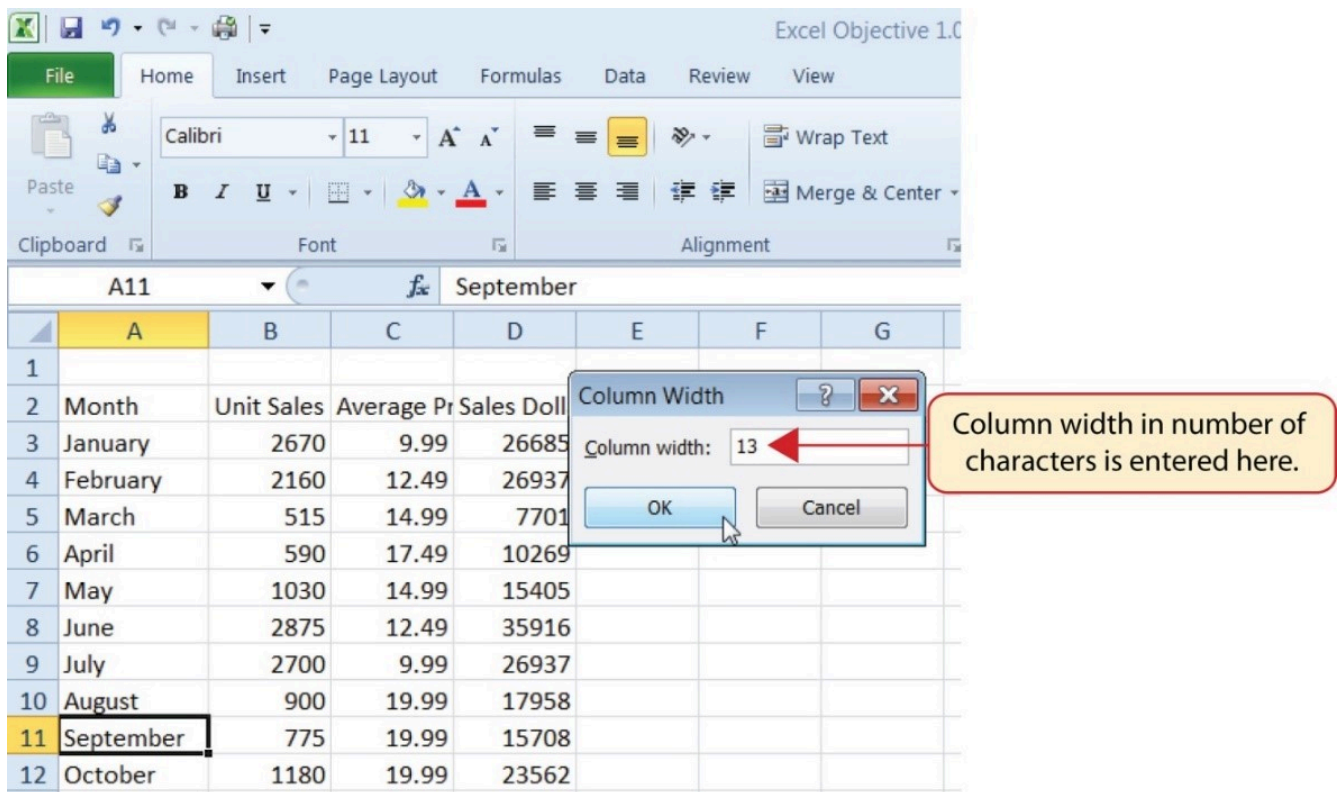 Excel Objective 1.0
File Home Insert Page Layout Formulas Data Review View
Calibri 11 A A Wrap Text
Paste B I U A Merge & Center
Clipboard Font Alignment
A11 fx September
A B C D E F G
1
2 Month Unit Sales Average Pr Sales Doll
3 January 2670 9.99 26685
4 February 2160 12.49 26937
5 March 515 14.99 7701
6 April 590 17.49 10269
7 May 1030 14.99 15405
8 June 2875 12.49 35916
9 July 2700 9.99 26937
10 August 900 19.99 17958
11 September 775 19.99 15708
12 October 1180 19.99 23562
Column Width
Column width: 13
OK Cancel
Column width in number of
characters is entered here.